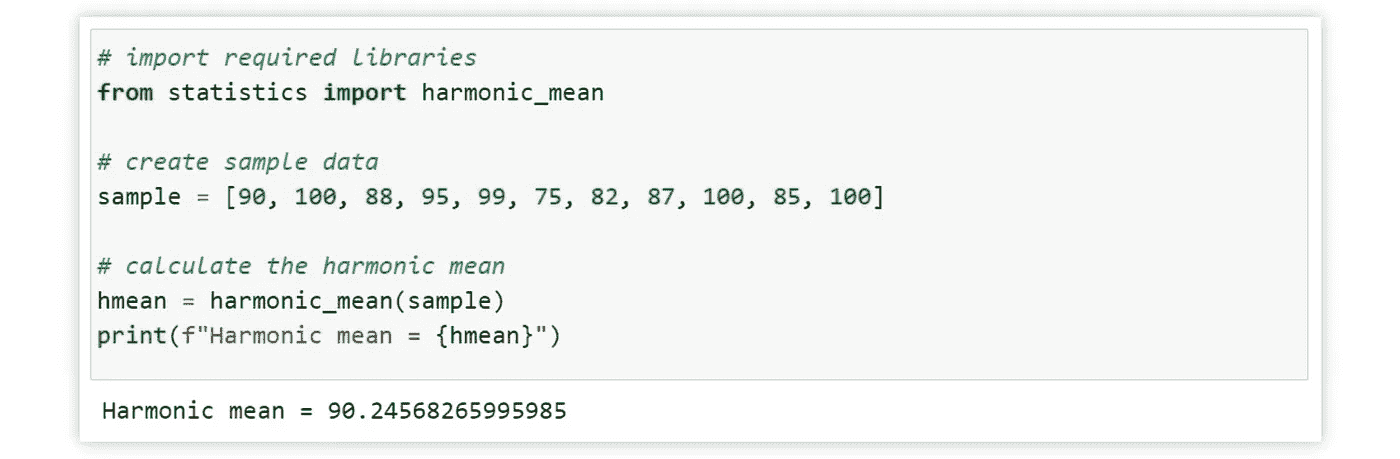 # import required libraries
from statistics import harmonic_mean
# create sample data
sample = [90, 100, 88, 95, 99, 75, 82, 87, 100, 85, 100]
# calculate the harmonic mean
hmean = harmonic_mean(sample)
print(f"Harmonic mean = {hmean}")
Harmonic mean = 90.24568265995985